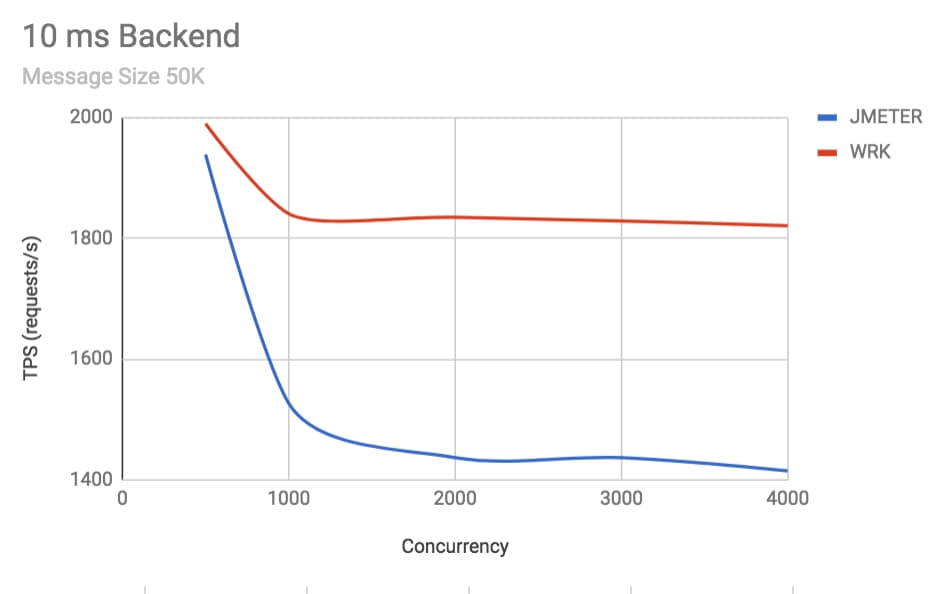 10 ms Backend
Message Size 50K
JMETER
WRK
TPS (requests/s)
2000
1800
1600
1400
0 1000 2000 3000 4000
Concurrency